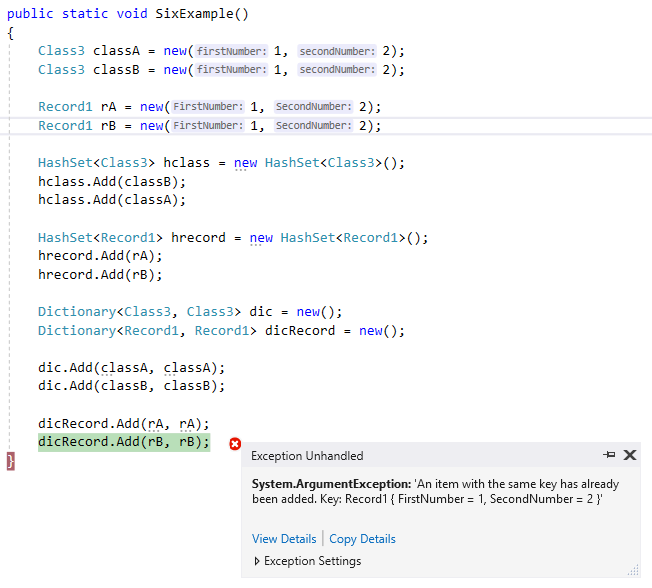 public static void SixExample()
{
Class3 classA = new(firstNumber: 1, secondNumber: 2);
Class3 classB = new(firstNumber: 1, secondNumber: 2);
Record1 rA = new(FirstNumber: 1, SecondNumber: 2);
Record1 rB = new(FirstNumber: 1, SecondNumber: 2);
HashSet<Class3> hclass = new HashSet<Class3>();
hclass.Add(classB);
hclass.Add(classA);
HashSet<Record1> hrecord = new HashSet<Record1>();
hrecord.Add(rA);
hrecord.Add(rB);
Dictionary<Class3, Class3> dic = new();
Dictionary<Record1, Record1> dicRecord = new();
dic.Add(classA, classA);
dic.Add(classB, classB);
dicRecord.Add(rA, rA);
dicRecord.Add(rB, rB);
}
Exception Unhandled
System.ArgumentException: 'An item with the same key has already
been added. Key: Record1 { FirstNumber = 1, SecondNumber = 2 }'
View Details | Copy Details
Exception Settings